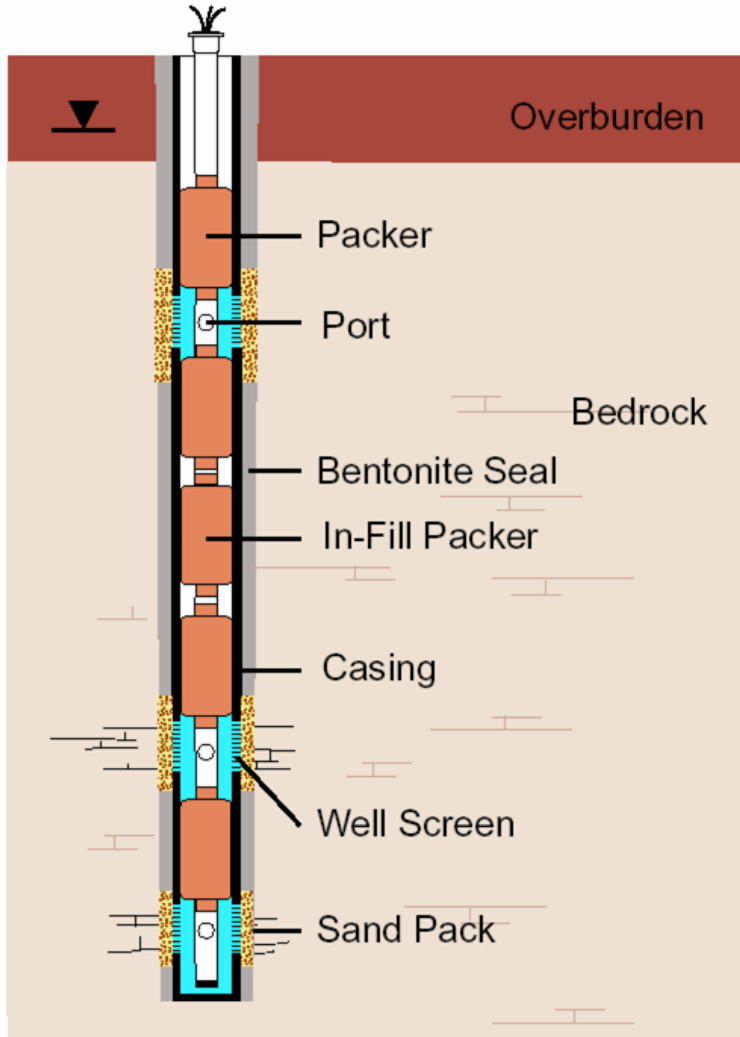 Overburden
Packer
Port
Bedrock
Bentonite Seal
In-Fill Packer
Casing
Well Screen
Sand Pack